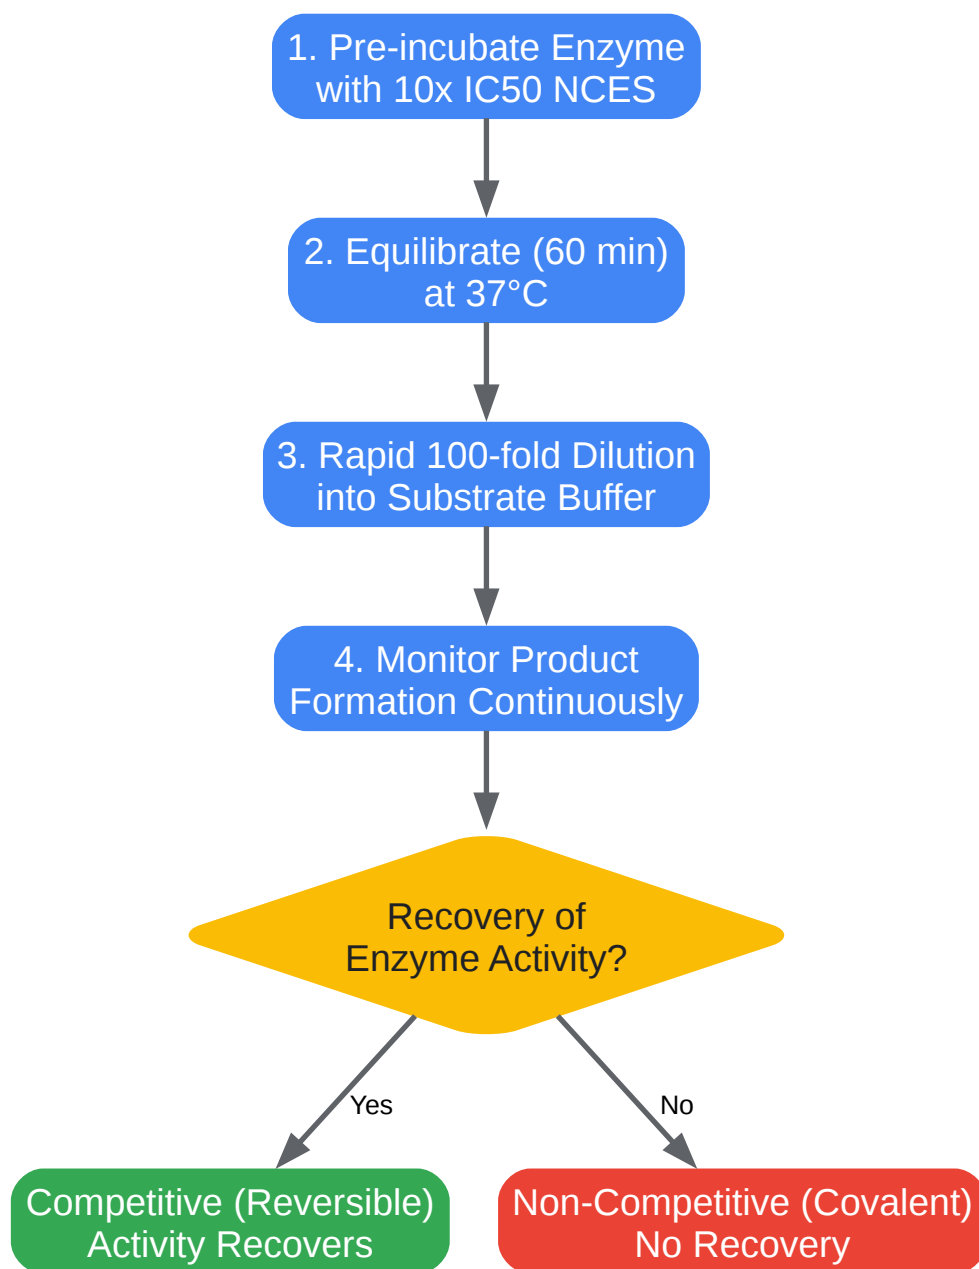 1. Pre-incubate Enzyme
with 10x IC50 NCES
2. Equilibrate (60 min)
at 37°C
3. Rapid 100-fold Dilution
into Substrate Buffer
4. Monitor Product
Formation Continuously
Recovery of
Enzyme Activity?
Yes
No
Competitive (Reversible)
Activity Recovers
Non-Competitive (Covalent)
No Recovery